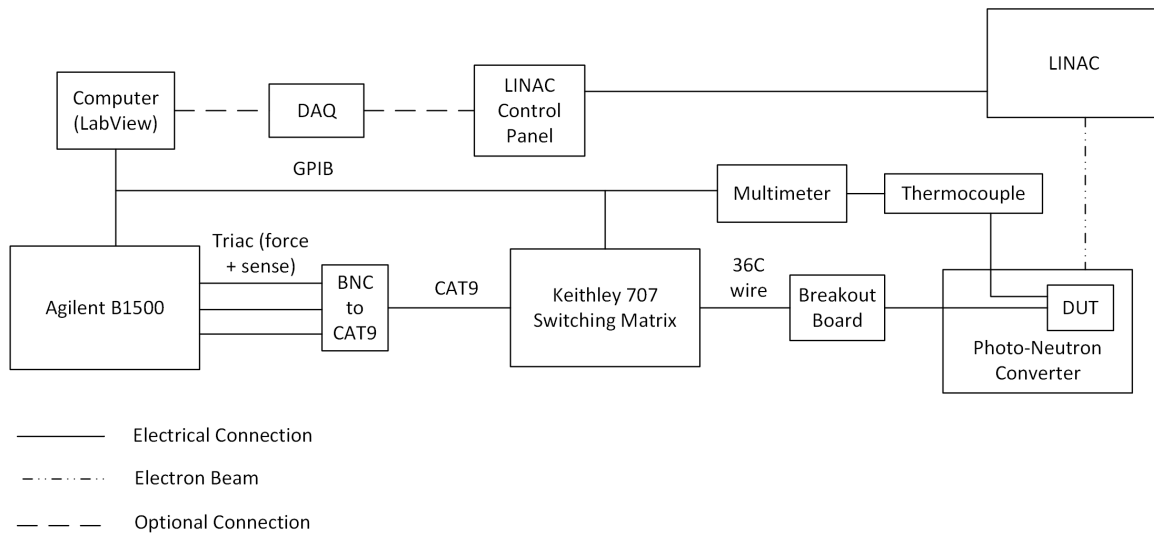 LINAC
Computer
(LabView)
DAQ
LINAC
Control
Panel
GPIB
Multimeter
Thermocouple
Triac (force
+ sense)
Agilent B1500
BNC
to
CAT9
CAT9
Keithley 707
Switching Matrix
36C
wire
Breakout
Board
DUT
Photo-Neutron
Converter
Electrical Connection
Electron Beam
Optional Connection